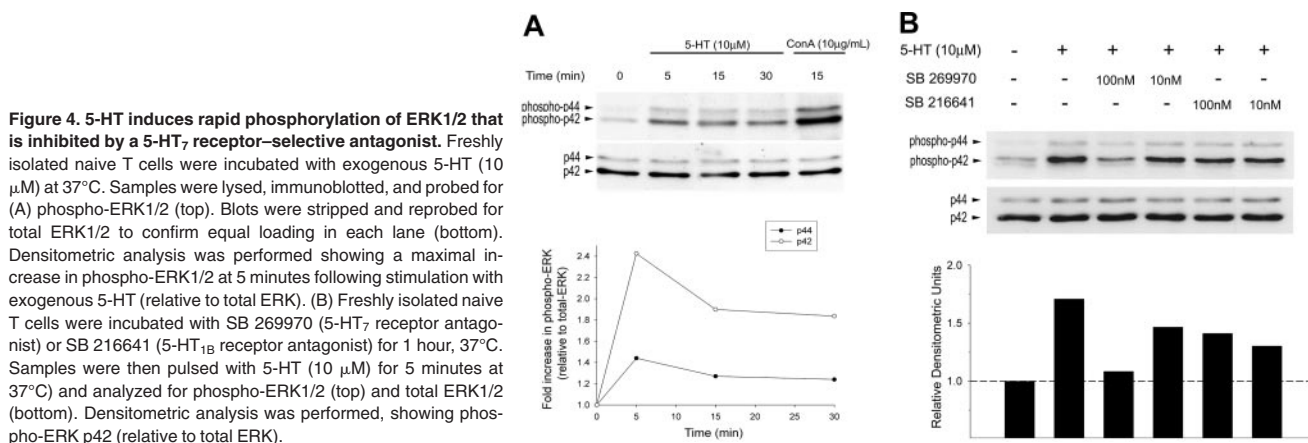 Figure 4. 5-HT induces rapid phosphorylation of ERK1/2 that
is inhibited by a 5-HT7 receptor–selective antagonist. Freshly
isolated naive T cells were incubated with exogenous 5-HT (10
μM) at 37°C. Samples were lysed, immunoblotted, and probed for
(A) phospho-ERK1/2 (top). Blots were stripped and reprobed for
total ERK1/2 to confirm equal loading in each lane (bottom).
Densitometric analysis was performed showing a maximal in-
crease in phospho-ERK1/2 at 5 minutes following stimulation with
exogenous 5-HT (relative to total ERK). (B) Freshly isolated naive
T cells were incubated with SB 269970 (5-HT7 receptor antago-
nist) or SB 216641 (5-HT1B receptor antagonist) for 1 hour, 37°C.
Samples were then pulsed with 5-HT (10 μM) for 5 minutes at
37°C) and analyzed for phospho-ERK1/2 (top) and total ERK1/2
(bottom). Densitometric analysis was performed, showing phos-
pho-ERK p42 (relative to total ERK).
A
5-HT (10μM) ConA (10μg/mL)
Time (min) 0 5 15 30 15
phospho-p44
phospho-p42
p44
p42
p44
p42
Fold increase in phospho-ERK
(relative to total-ERK)
2.4
2.2
2.0
1.8
1.6
1.4
1.2
1.0
0 5 10 15 20 25 30
Time (min)
B
5-HT (10μM) - + + + + +
SB 269970 - - 100nM 10nM - -
SB 216641 - - - - 100nM 10nM
phospho-p44
phospho-p42
p44
p42
Relative Densitometric Units
2.0
1.5
1.0